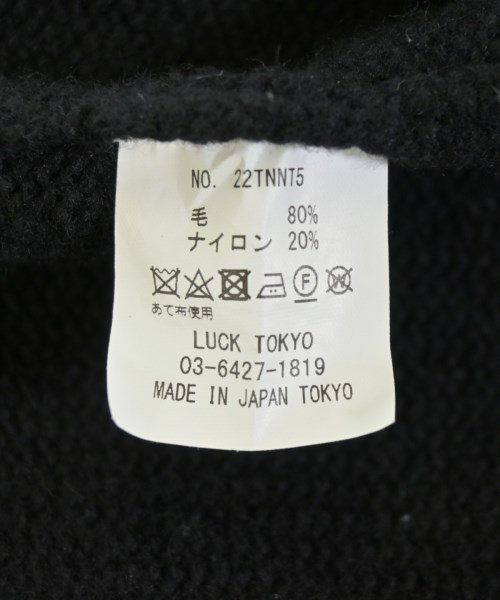 NO. 22TNNT5
毛 80%
ナイロン 20%
F W
あて布使用
LUCK TOKYO
03-6427-1819
MADE IN JAPAN TOKYO